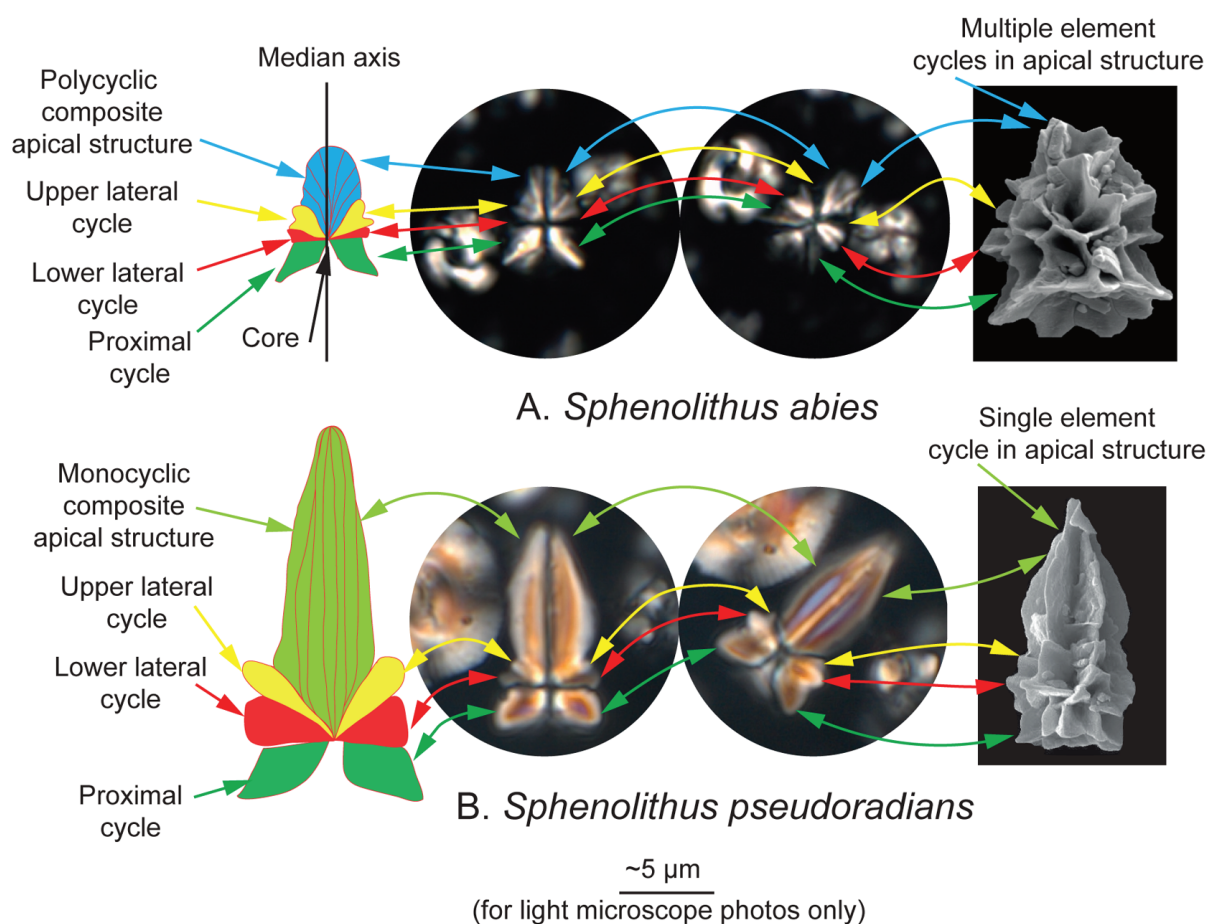 Median axis
Polycyclic
composite
apical structure
Upper lateral
cycle
Lower lateral
cycle
Proximal
cycle
Core
Multiple element
cycles in apical structure
A. Sphenolithus abies
Monocyclic
composite
apical structure
Upper lateral
cycle
Lower lateral
cycle
Proximal
cycle
Single element
cycle in apical structure
B. Sphenolithus pseudoradians
~5 µm
(for light microscope photos only)